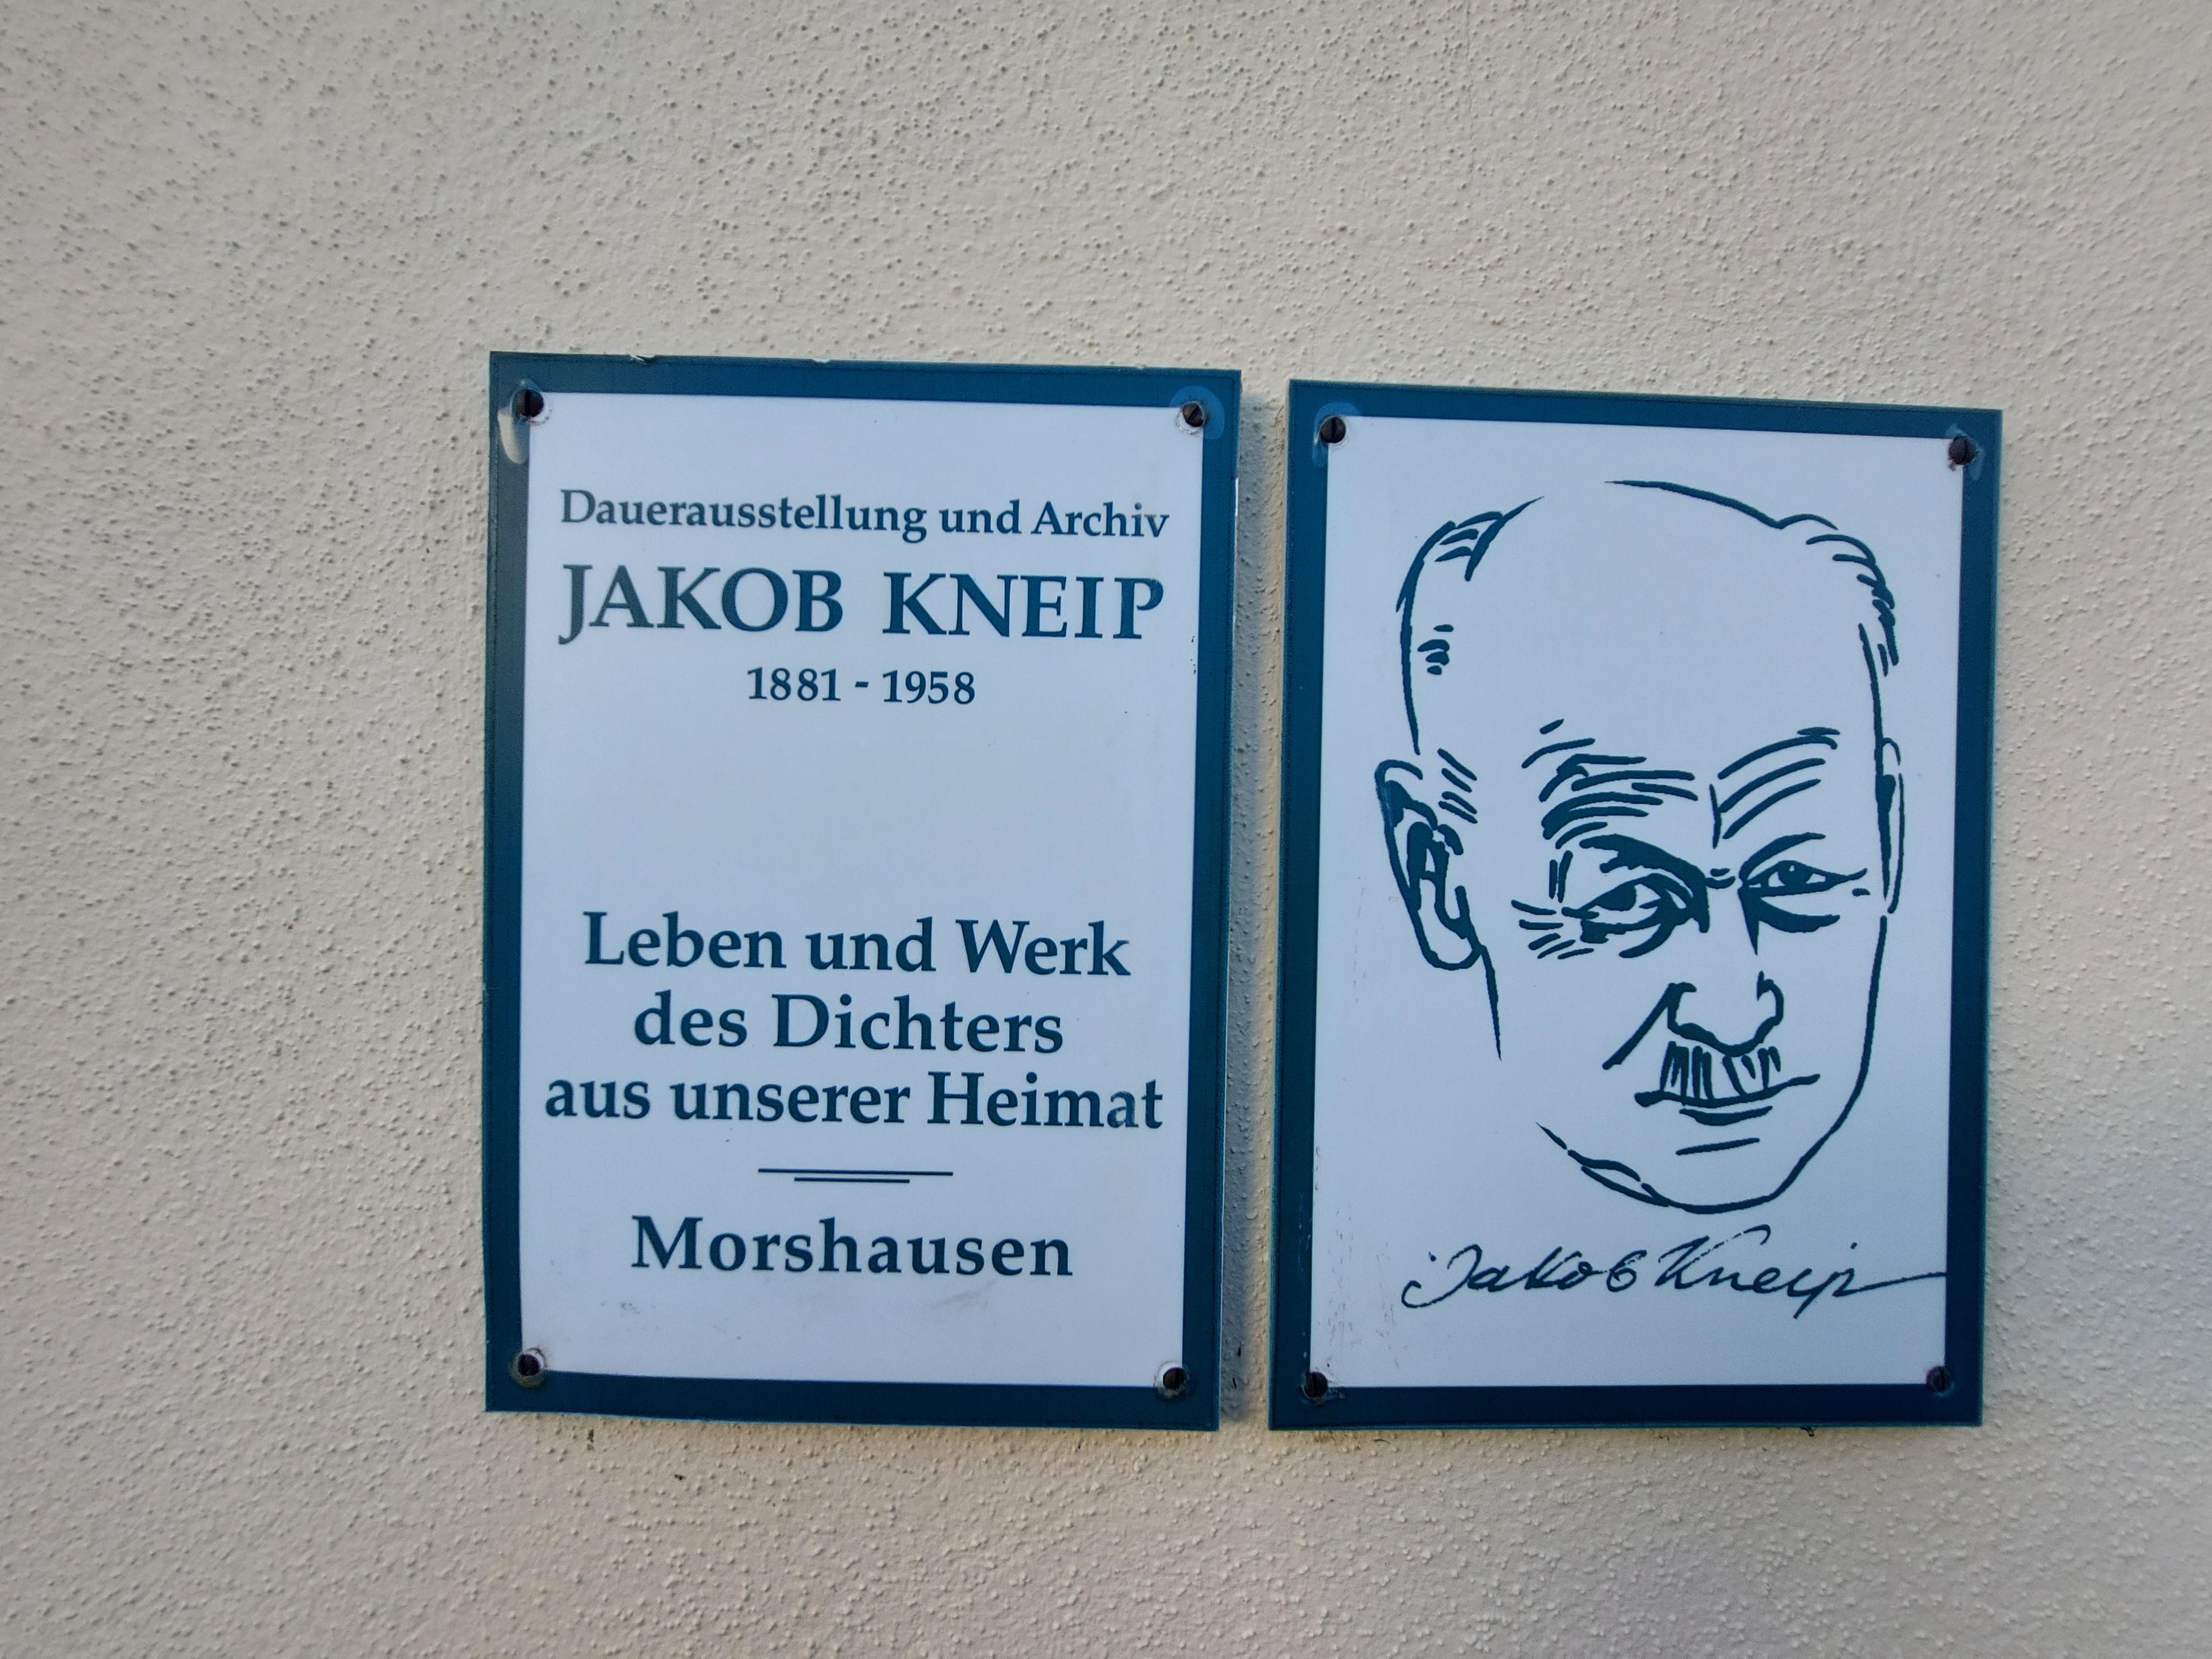 Dauerausstellung und Archiv
JAKOB KNEIP
1881 - 1958
Leben und Werk
des Dichters
aus unserer Heimat
Morshausen
Jakob Kneip